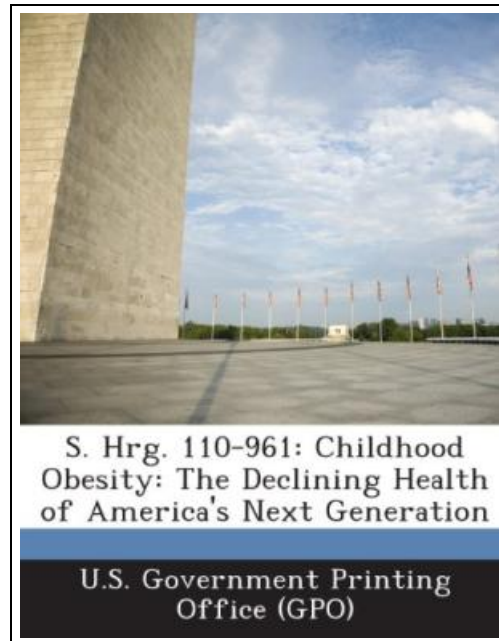 S. Hrg. 110-961: Childhood
Obesity: The Declining Health
of America's Next Generation
U.S. Government Printing
Office (GPO)